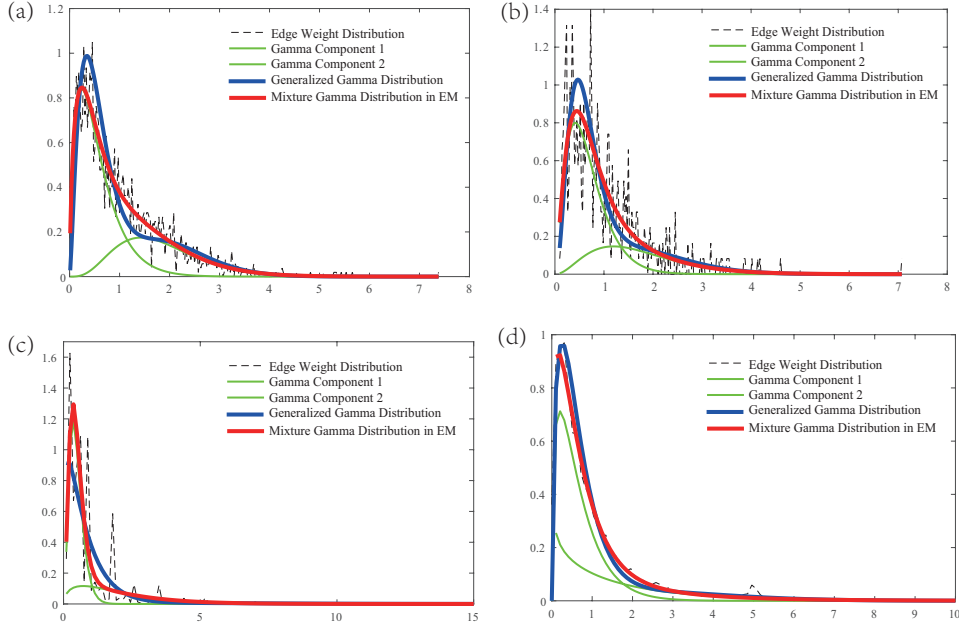 (a)
1.2
1
0.8
0.6
0.4
0.2
0
0 1 2 3 4 5 6 7 8
Edge Weight Distribution
Gamma Component 1
Gamma Component 2
Generalized Gamma Distribution
Mixture Gamma Distribution in EM
(b)
1.4
1.2
1
0.8
0.6
0.4
0.2
0
0 1 2 3 4 5 6 7 8
Edge Weight Distribution
Gamma Component 1
Gamma Component 2
Generalized Gamma Distribution
Mixture Gamma Distribution in EM
(c)
1.6
1.4
1.2
1
0.8
0.6
0.4
0.2
0
0 5 10 15
Edge Weight Distribution
Gamma Component 1
Gamma Component 2
Generalized Gamma Distribution
Mixture Gamma Distribution in EM
(d)
1
0.8
0.6
0.4
0.2
0
0 1 2 3 4 5 6 7 8 9 10
Edge Weight Distribution
Gamma Component 1
Gamma Component 2
Generalized Gamma Distribution
Mixture Gamma Distribution in EM